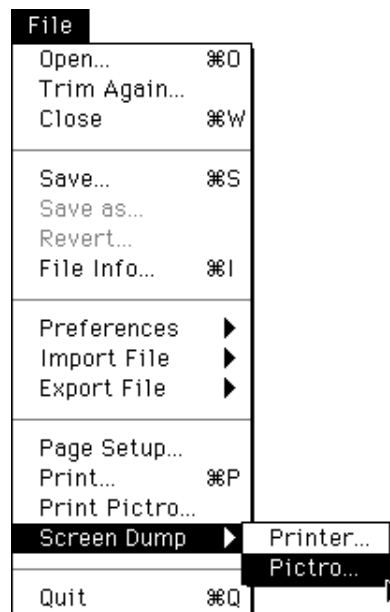 File
Open... ⌘O
Trim Again...
Close ⌘W
Save... ⌘S
Save as...
Revert...
File Info... ⌘I
Preferences ▶
Import File ▶
Export File ▶
Page Setup...
Print... ⌘P
Print Pictro...
Screen Dump ▶ Printer...
Pictro...
Quit ⌘Q